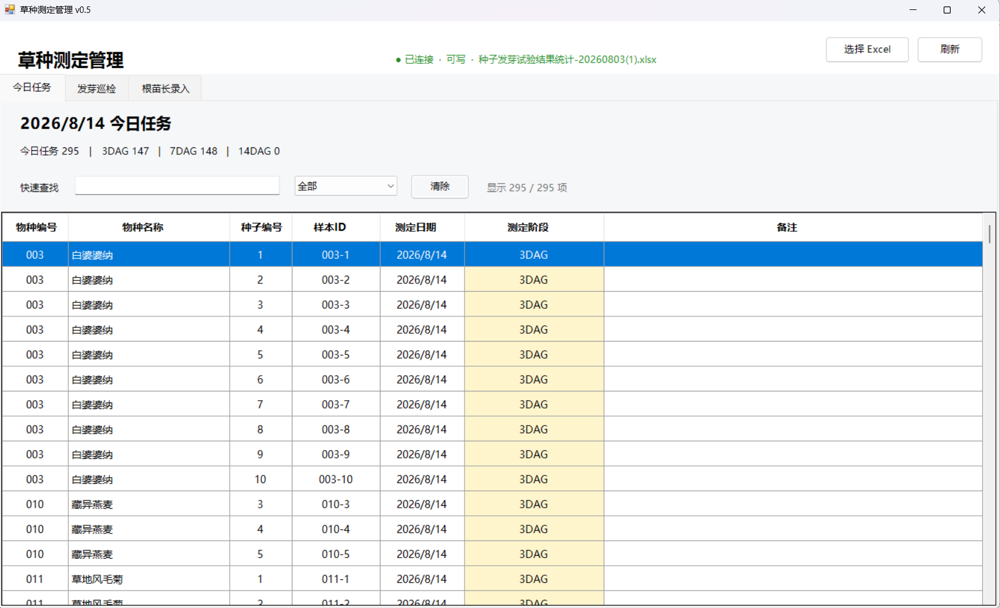 草种测定管理 v0.5
选择 Excel 刷新
草种测定管理
● 已连接 · 可写 · 种子发芽试验结果统计-20260803(1).xlsx
今日任务 发芽巡检 根苗长录入
2026/8/14 今日任务
今日任务 295 | 3DAG 147 | 7DAG 148 | 14DAG 0
快速查找 全部 清除 显示 295 / 295 项
物种编号 物种名称 种子编号 样本ID 测定日期 测定阶段 备注
003 白婆婆纳 1 003-1 2026/8/14 3DAG
003 白婆婆纳 2 003-2 2026/8/14 3DAG
003 白婆婆纳 3 003-3 2026/8/14 3DAG
003 白婆婆纳 4 003-4 2026/8/14 3DAG
003 白婆婆纳 5 003-5 2026/8/14 3DAG
003 白婆婆纳 6 003-6 2026/8/14 3DAG
003 白婆婆纳 7 003-7 2026/8/14 3DAG
003 白婆婆纳 8 003-8 2026/8/14 3DAG
003 白婆婆纳 9 003-9 2026/8/14 3DAG
003 白婆婆纳 10 003-10 2026/8/14 3DAG
010 藏异燕麦 3 010-3 2026/8/14 3DAG
010 藏异燕麦 4 010-4 2026/8/14 3DAG
010 藏异燕麦 5 010-5 2026/8/14 3DAG
011 草地风毛菊 1 011-1 2026/8/14 3DAG
011 草地风毛菊 2 011-2 2026/8/14 3DAG